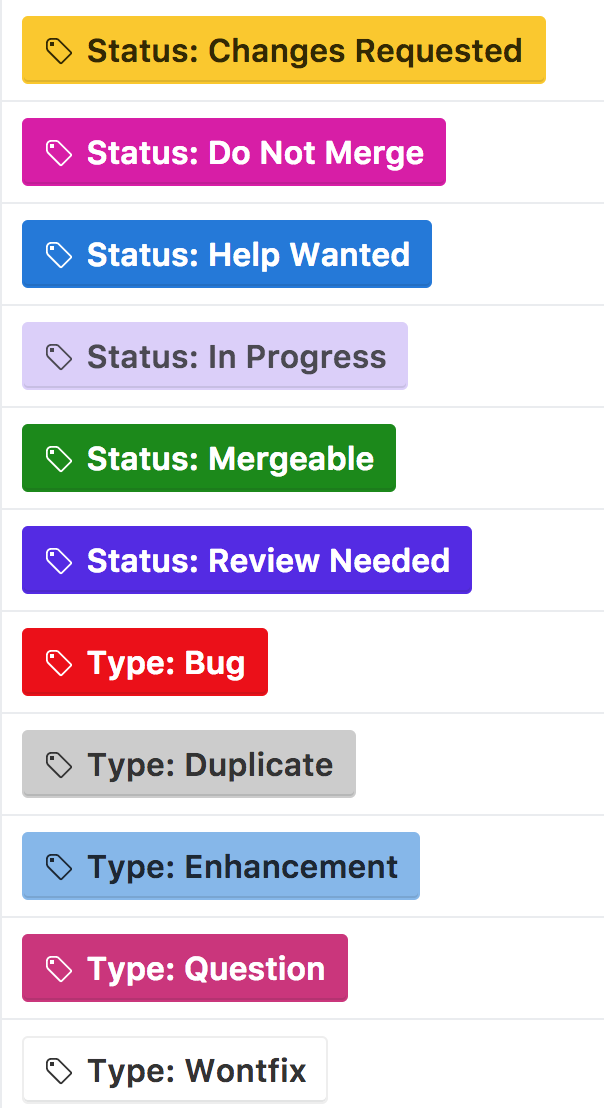 Status: Changes Requested
Status: Do Not Merge
Status: Help Wanted
Status: In Progress
Status: Mergeable
Status: Review Needed
Type: Bug
Type: Duplicate
Type: Enhancement
Type: Question
Type: Wontfix